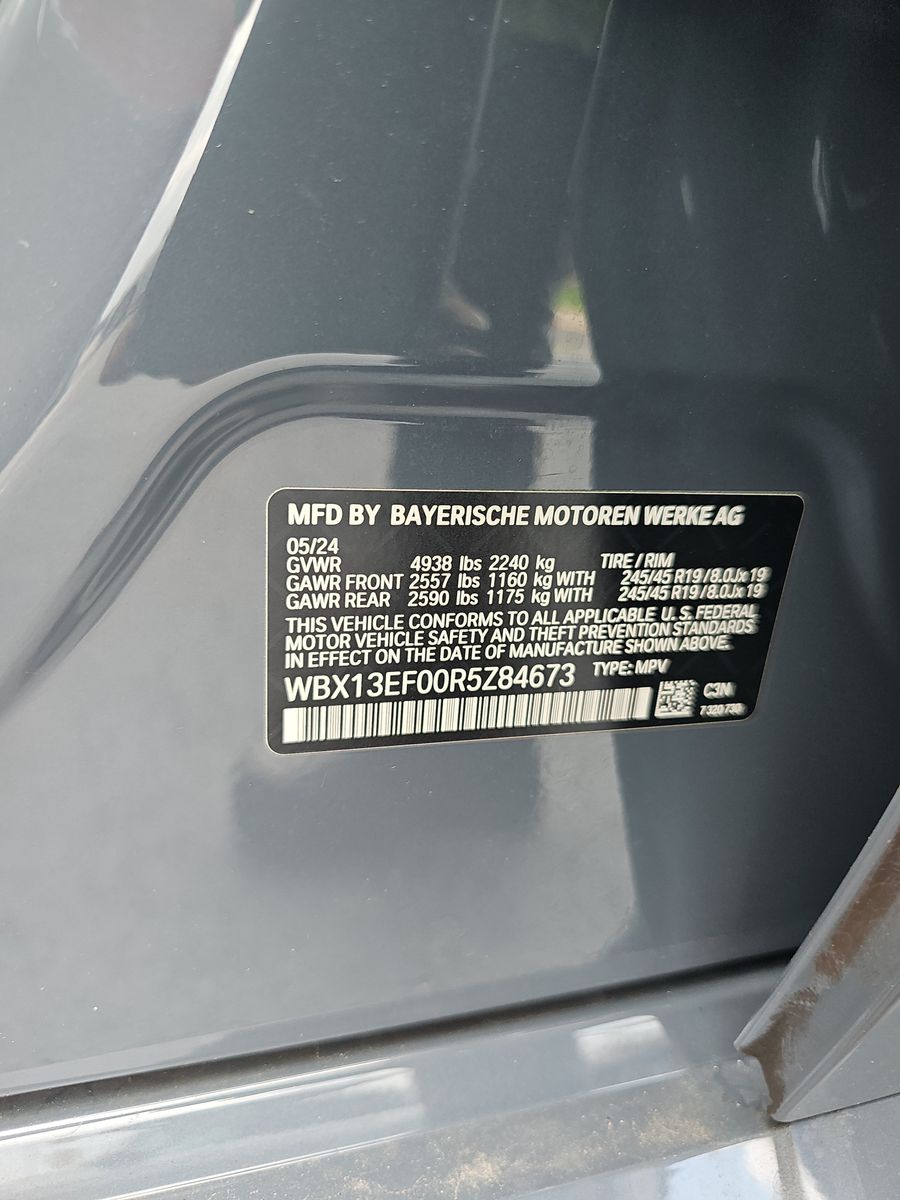 MFD BY BAYERISCHE MOTOREN WERKE AG
05/24
GVWR 4938 lbs 2240 kg TIRE / RIM
GAWR FRONT 2557 lbs 1160 kg WITH 245/45 R19 / 8.0Jx19
GAWR REAR 2590 lbs 1175 kg WITH 245/45 R19 / 8.0Jx19
THIS VEHICLE CONFORMS TO ALL APPLICABLE U.S. FEDERAL
MOTOR VEHICLE SAFETY AND THEFT PREVENTION STANDARDS
IN EFFECT ON THE DATE OF MANUFACTURE SHOWN ABOVE.
WBX13EF00R5Z84673 TYPE: MPV